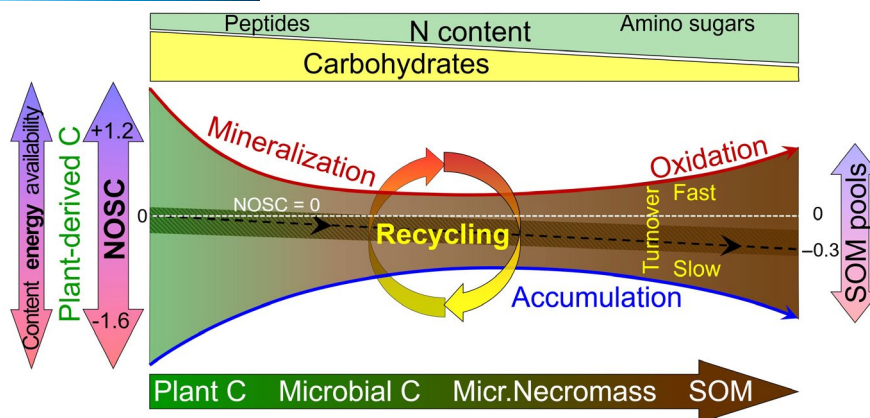 Peptides
N content
Amino sugars
Carbohydrates
Content energy availability
Plant-derived C
NOSC
+1.2
0
-1.6
Mineralization
Oxidation
NOSC = 0
Recycling
Turnover
Fast
Slow
Accumulation
0
–0.3
SOM pools
Plant C
Microbial C
Micr.Necromass
SOM